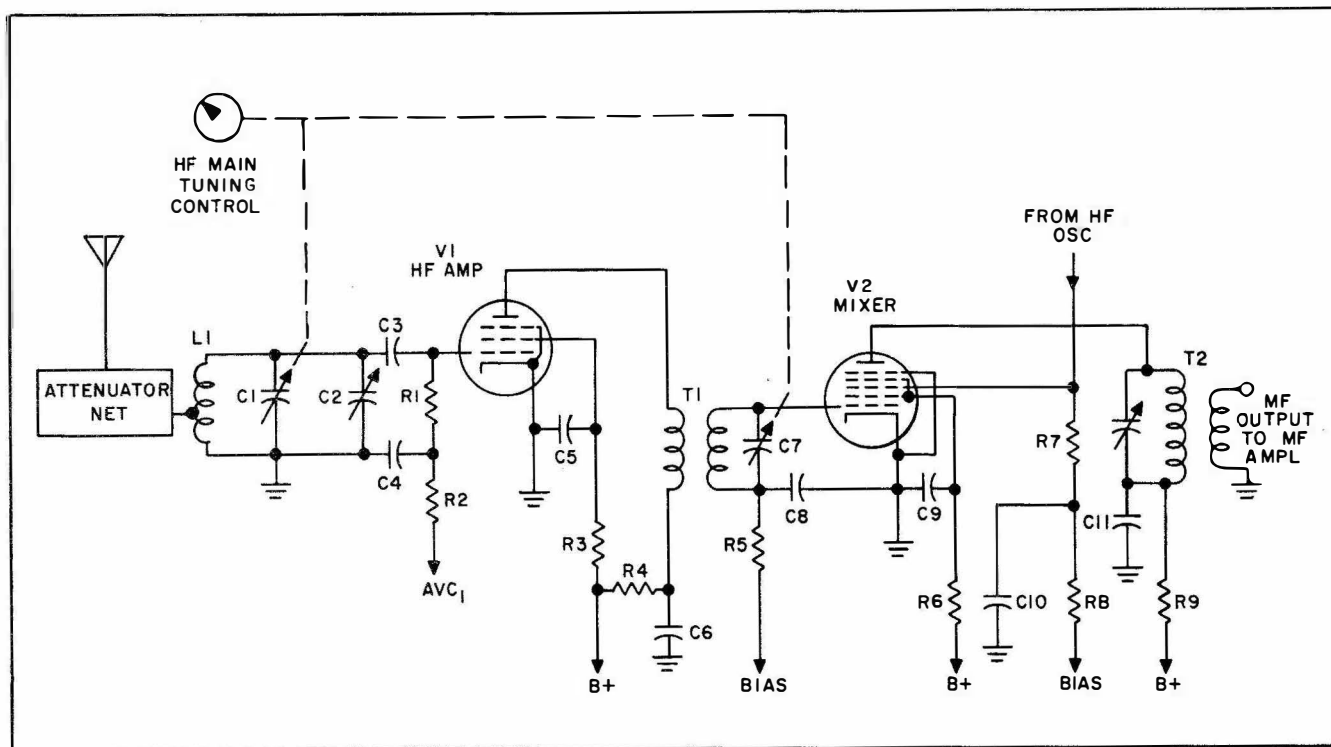 HF MAIN
TUNING
CONTROL
FROM HF
OSC
V1
HF AMP
V2
MIXER
L1
C1
C2
C3
R1
C4
R2
AVC1
ATTENUATOR
NET
C5
R3
R4
C6
B+
T1
C7
C8
R5
BIAS
C9
R6
B+
R7
C10
R8
BIAS
T2
C11
R9
B+
MF
OUTPUT
TO MF
AMPL